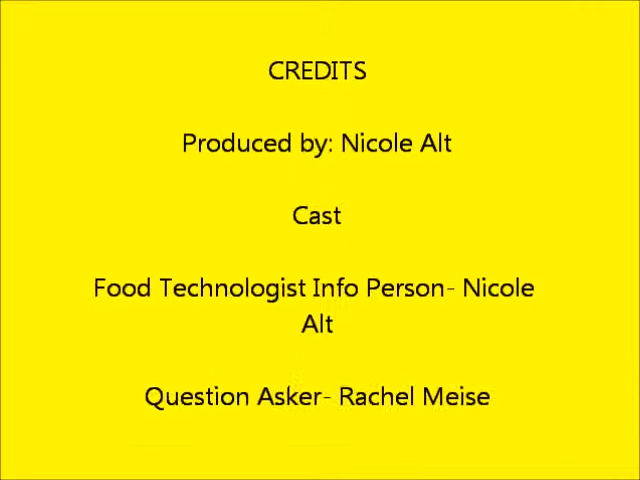 CREDITS
Produced by: Nicole Alt
Cast
Food Technologist Info Person- Nicole
Alt
Question Asker- Rachel Meise